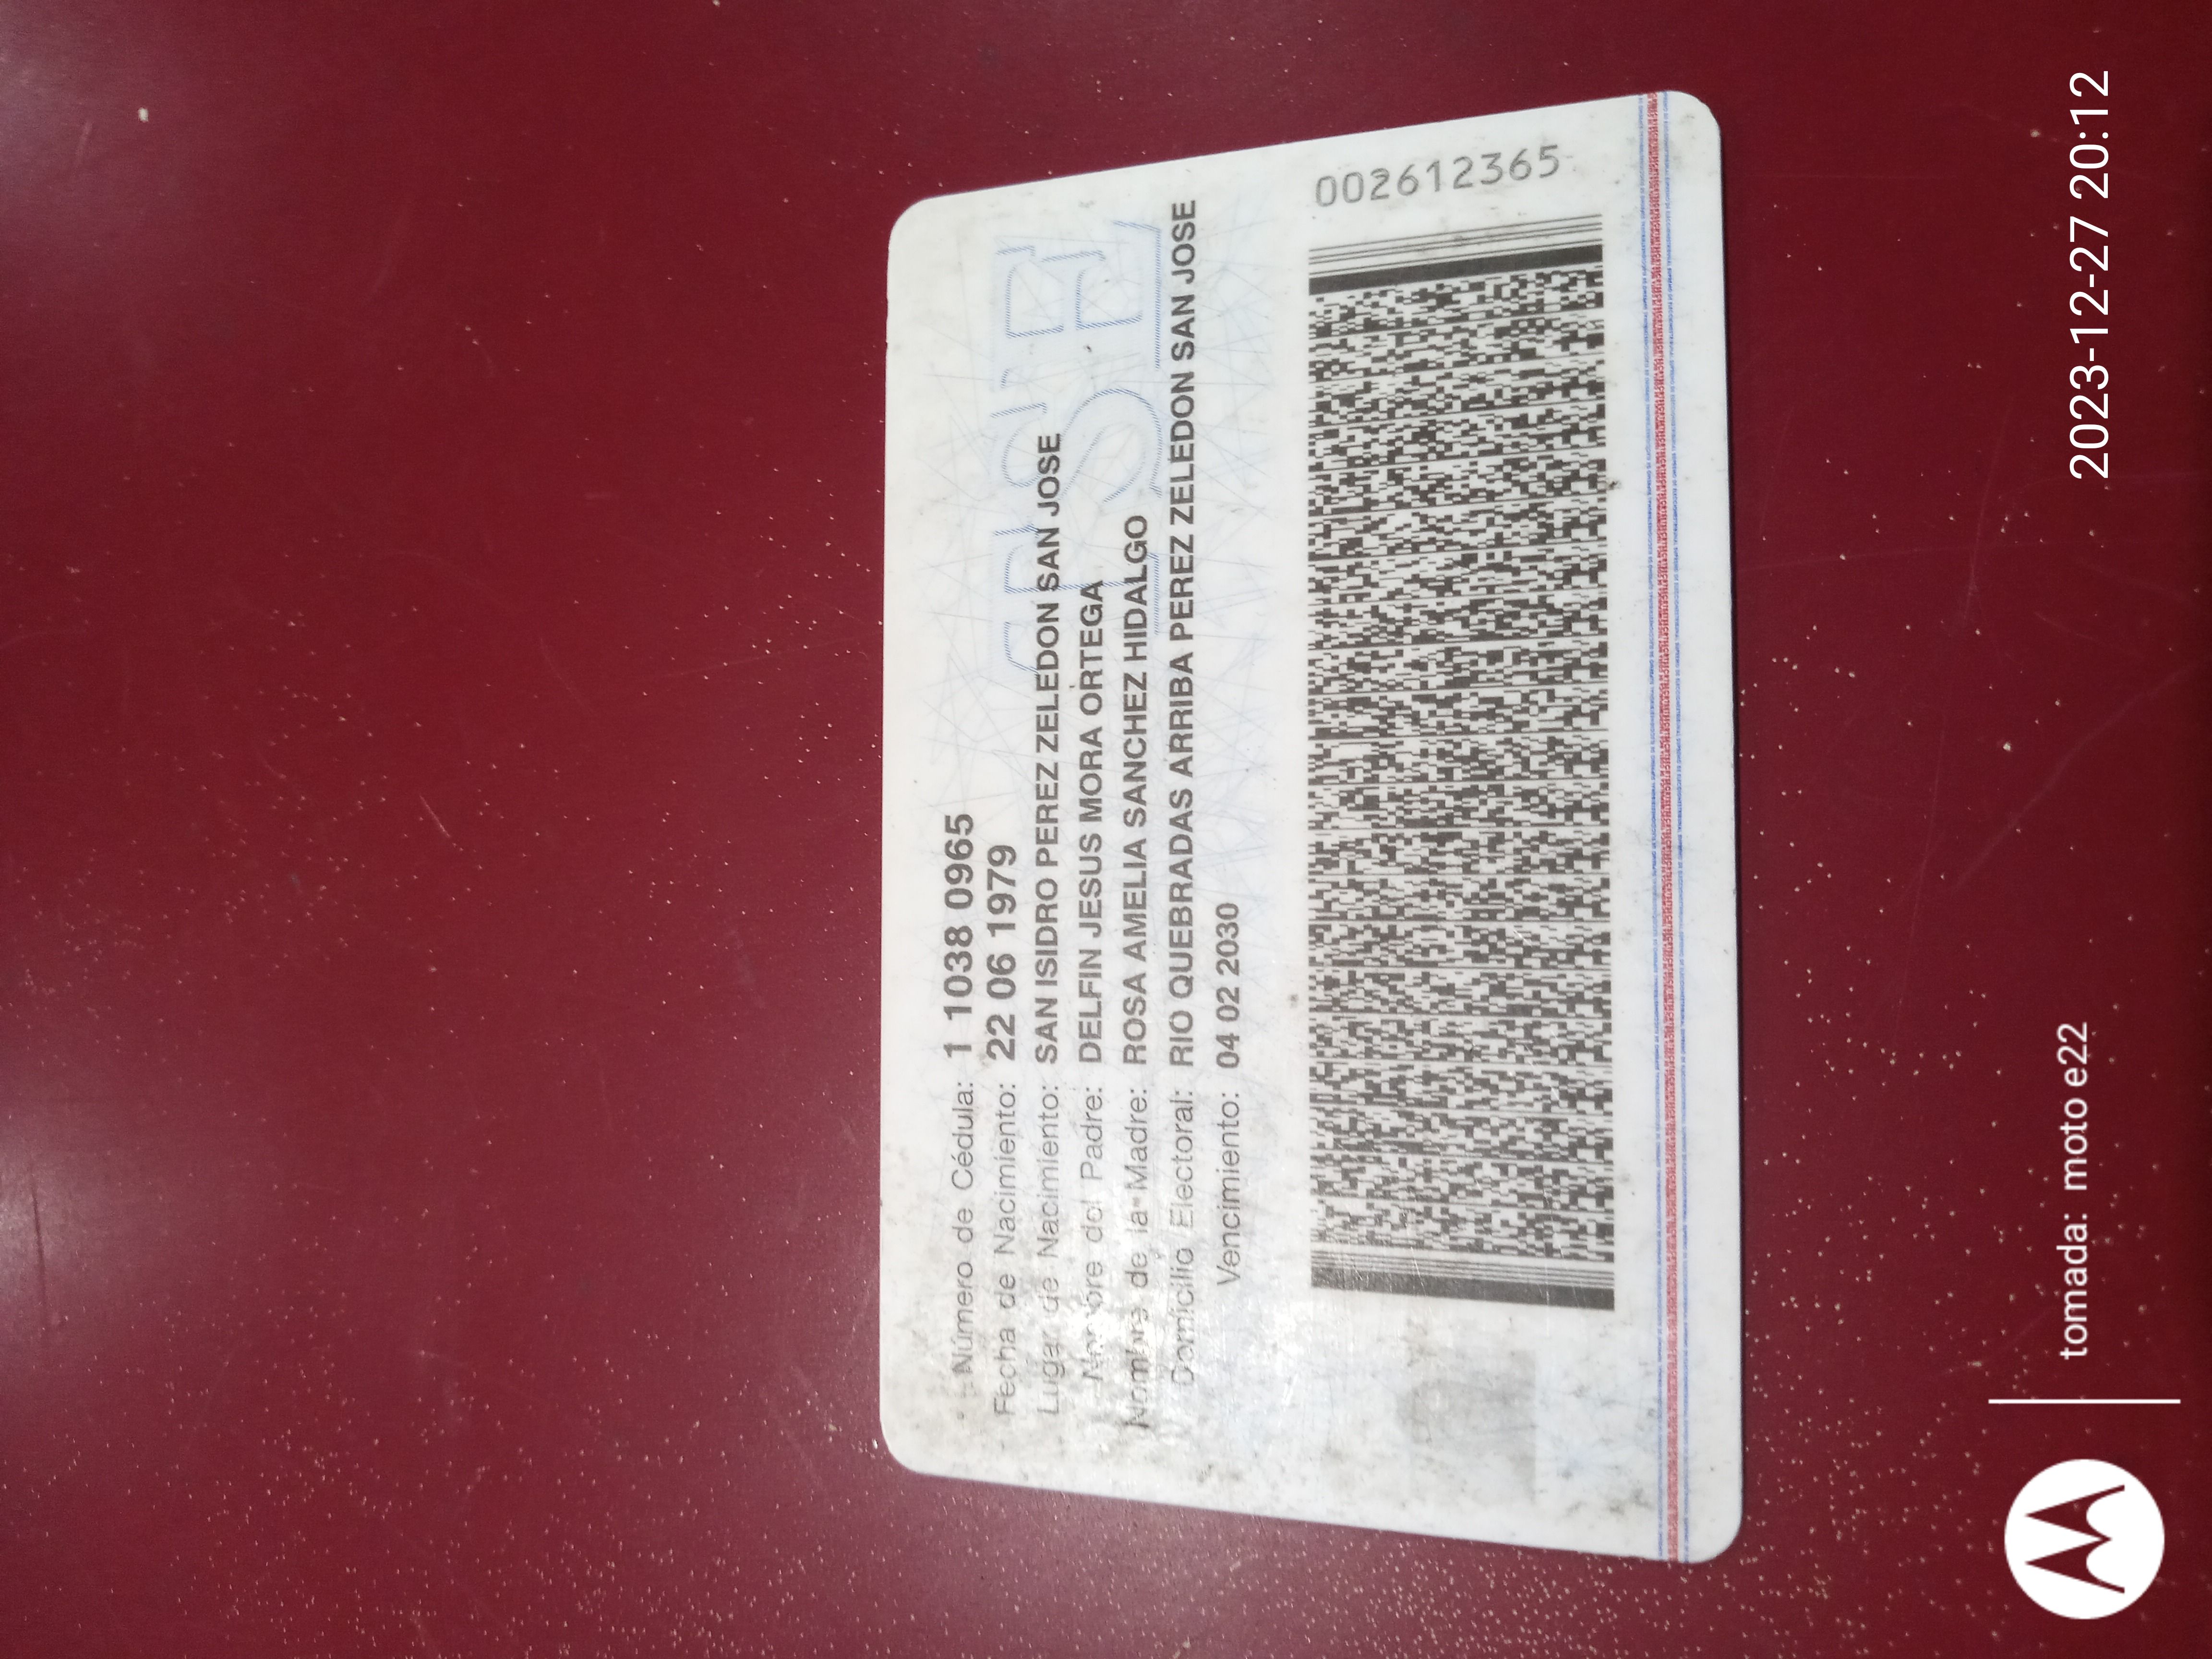 Número de Cédula: 1 1038 0965
Fecha de Nacimiento: 22 06 1979
Lugar de Nacimiento: SAN ISIDRO PEREZ ZELEDON SAN JOSE
Nombre del Padre: DELFIN JESUS MORA ORTEGA
Nombre de la Madre: ROSA AMELIA SANCHEZ HIDALGO
Domicilio Electoral: RIO QUEBRADAS ARRIBA PEREZ ZELEDON SAN JOSE
Vencimiento: 04 02 2030
TSE
002612365
tomada: moto e22
2023-12-27 20:12